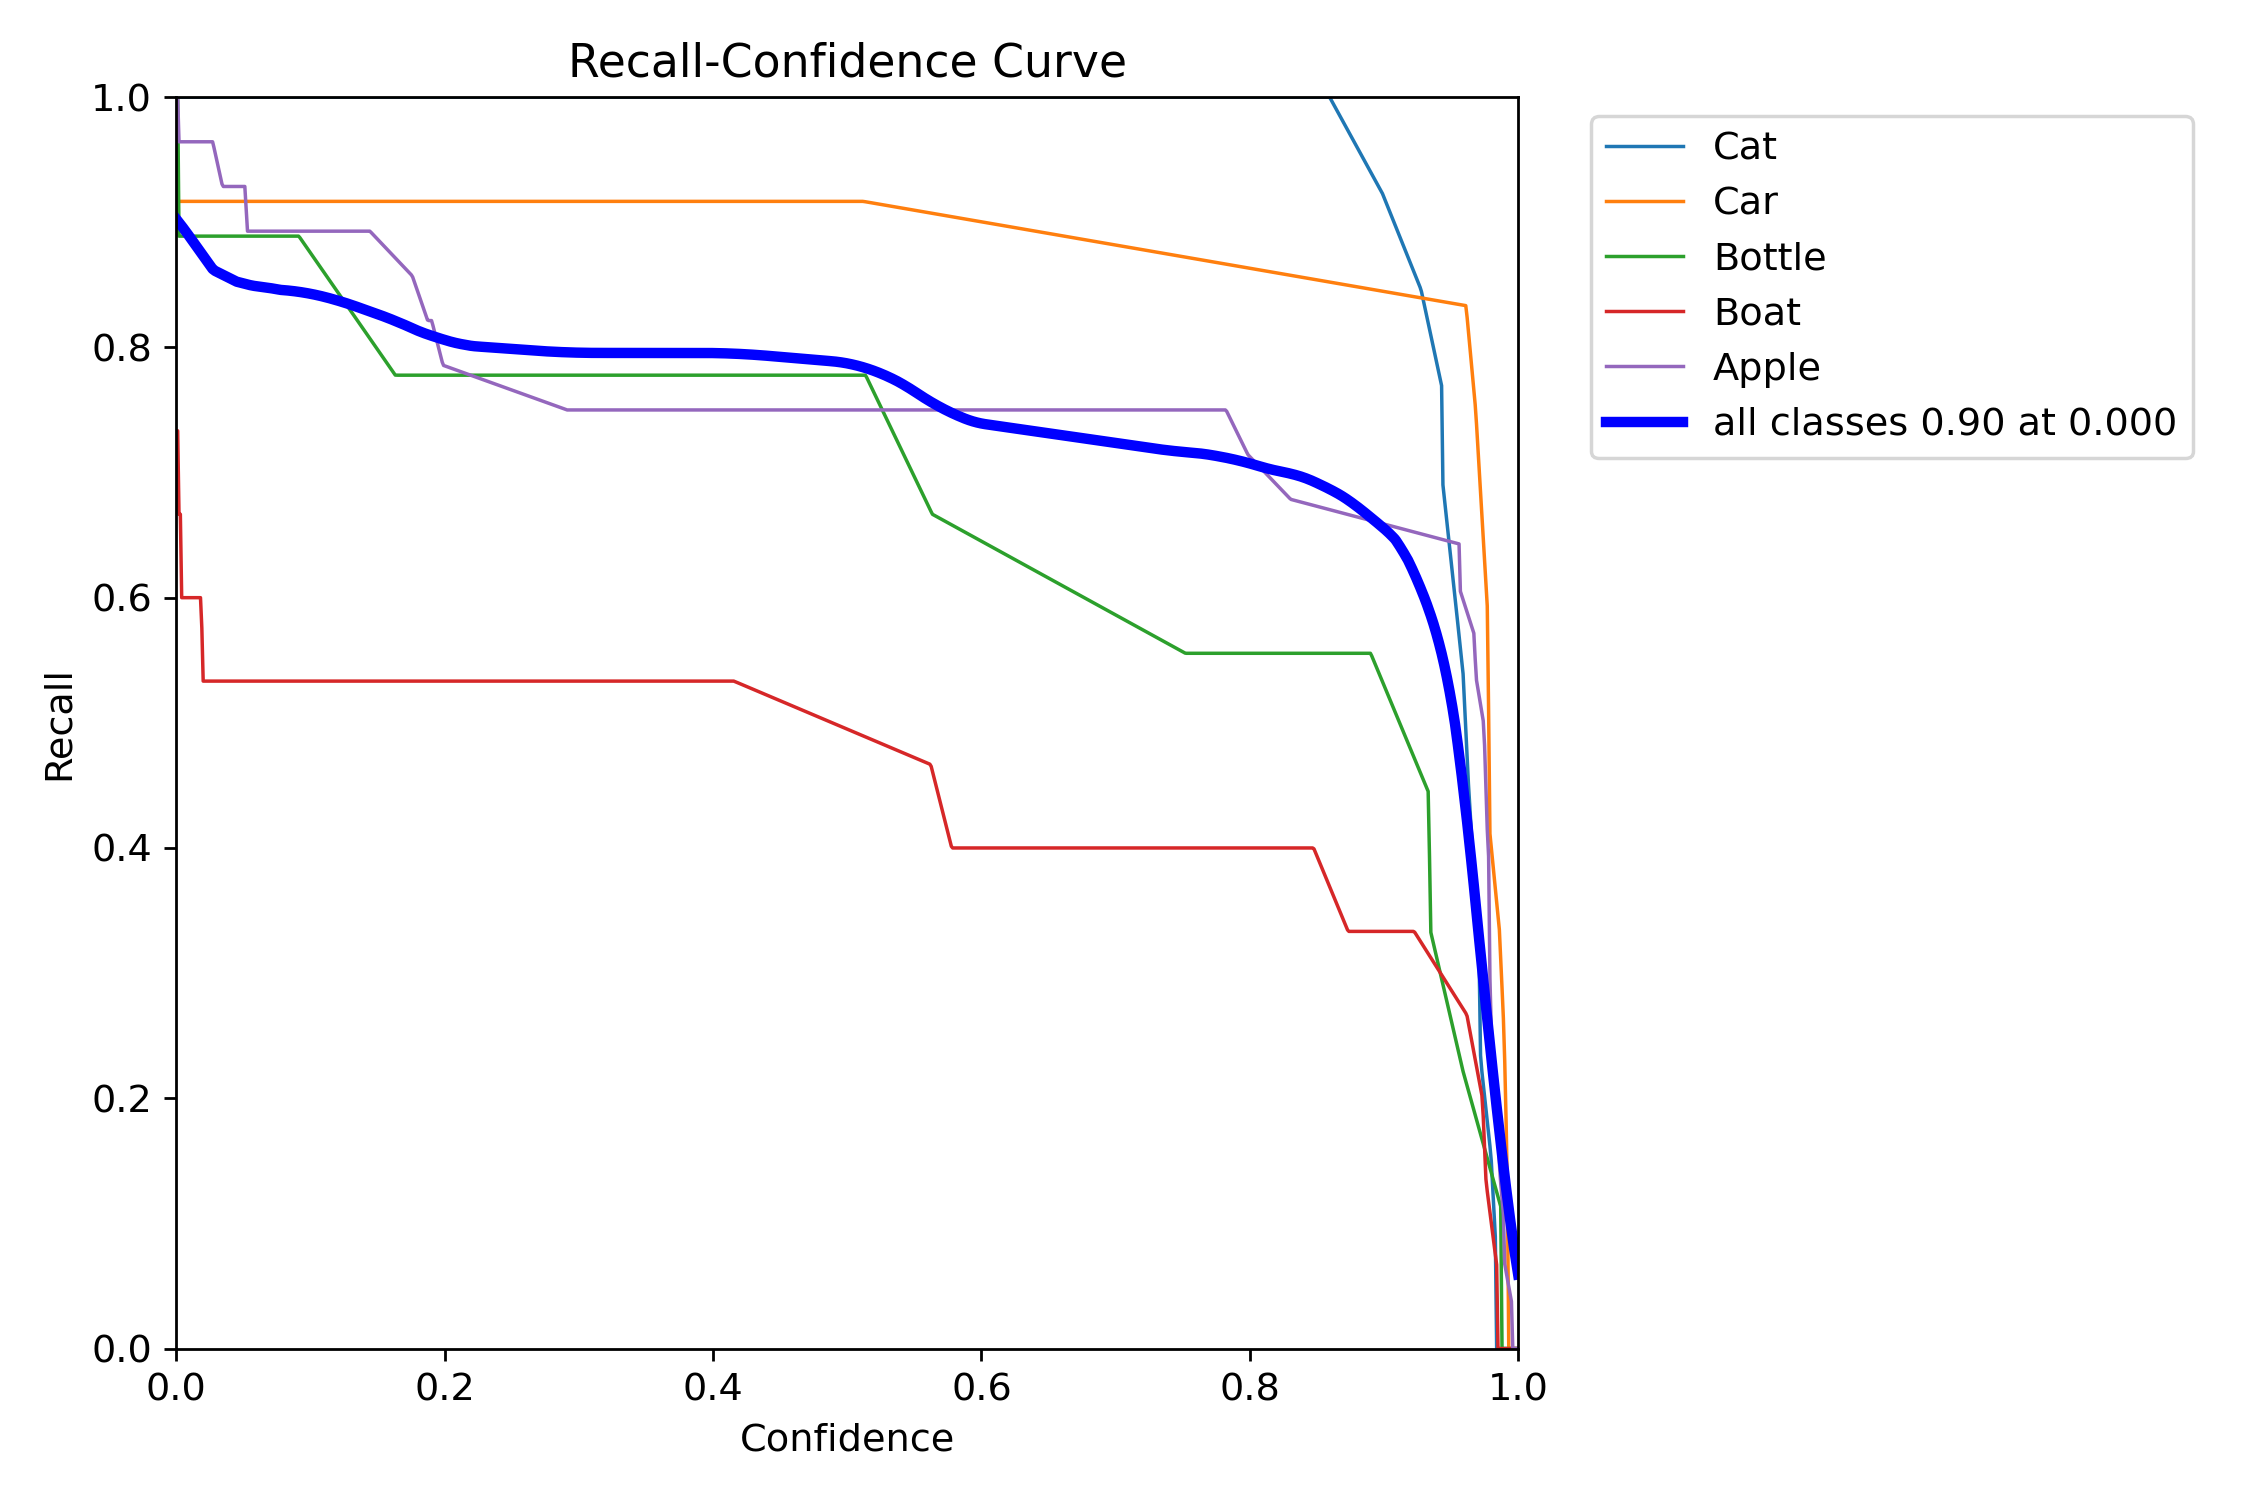 Recall-Confidence Curve
1.0
0.8
0.6
0.4
0.2
0.0
Recall
0.0 0.2 0.4 0.6 0.8 1.0
Confidence
Cat
Car
Bottle
Boat
Apple
all classes 0.90 at 0.000